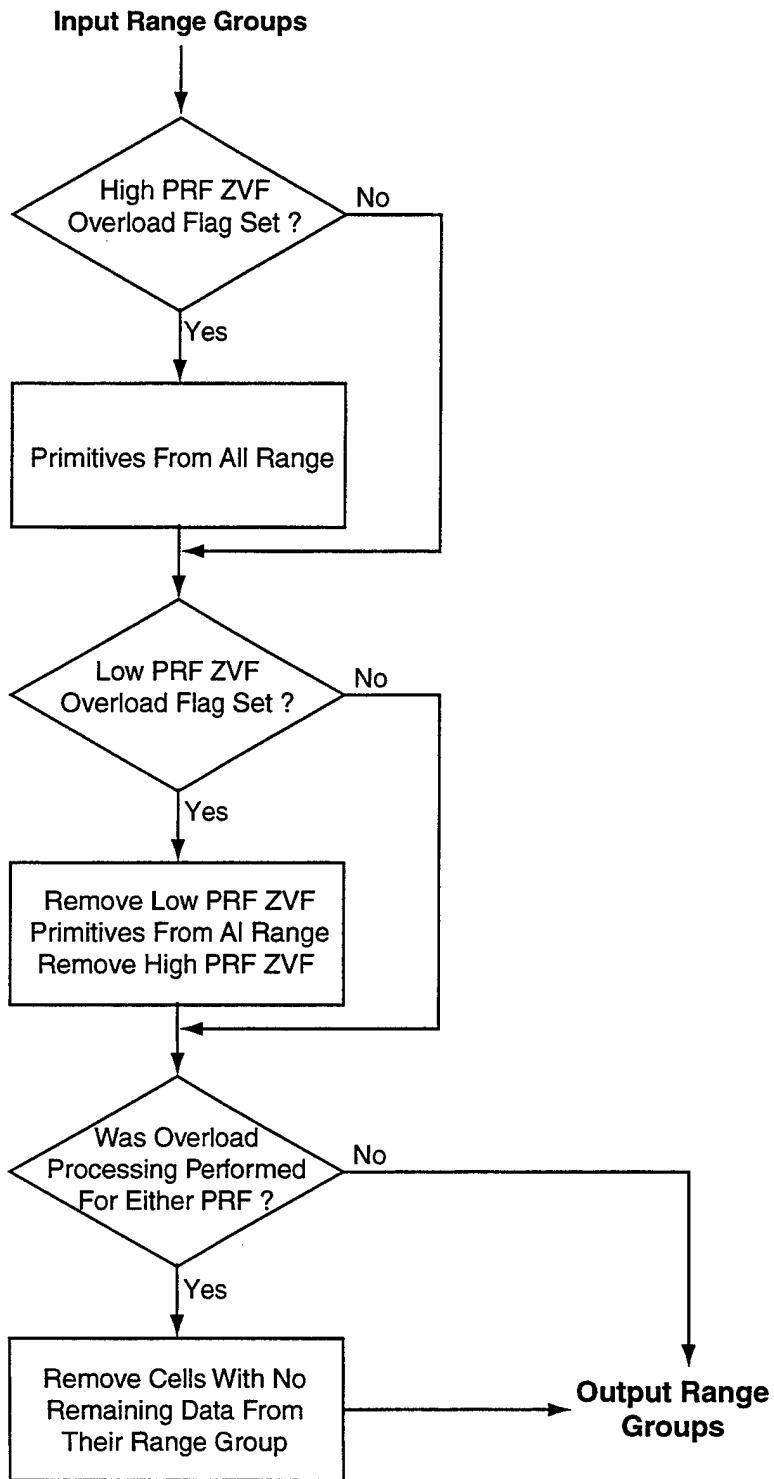 Input Range Groups
High PRF ZVF
Overload Flag Set ?
No
Yes
Primitives From All Range
Low PRF ZVF
Overload Flag Set ?
No
Yes
Remove Low PRF ZVF
Primitives From Al Range
Remove High PRF ZVF
Was Overload
Processing Performed
For Either PRF ?
No
Yes
Remove Cells With No
Remaining Data From
Their Range Group
Output Range
Groups